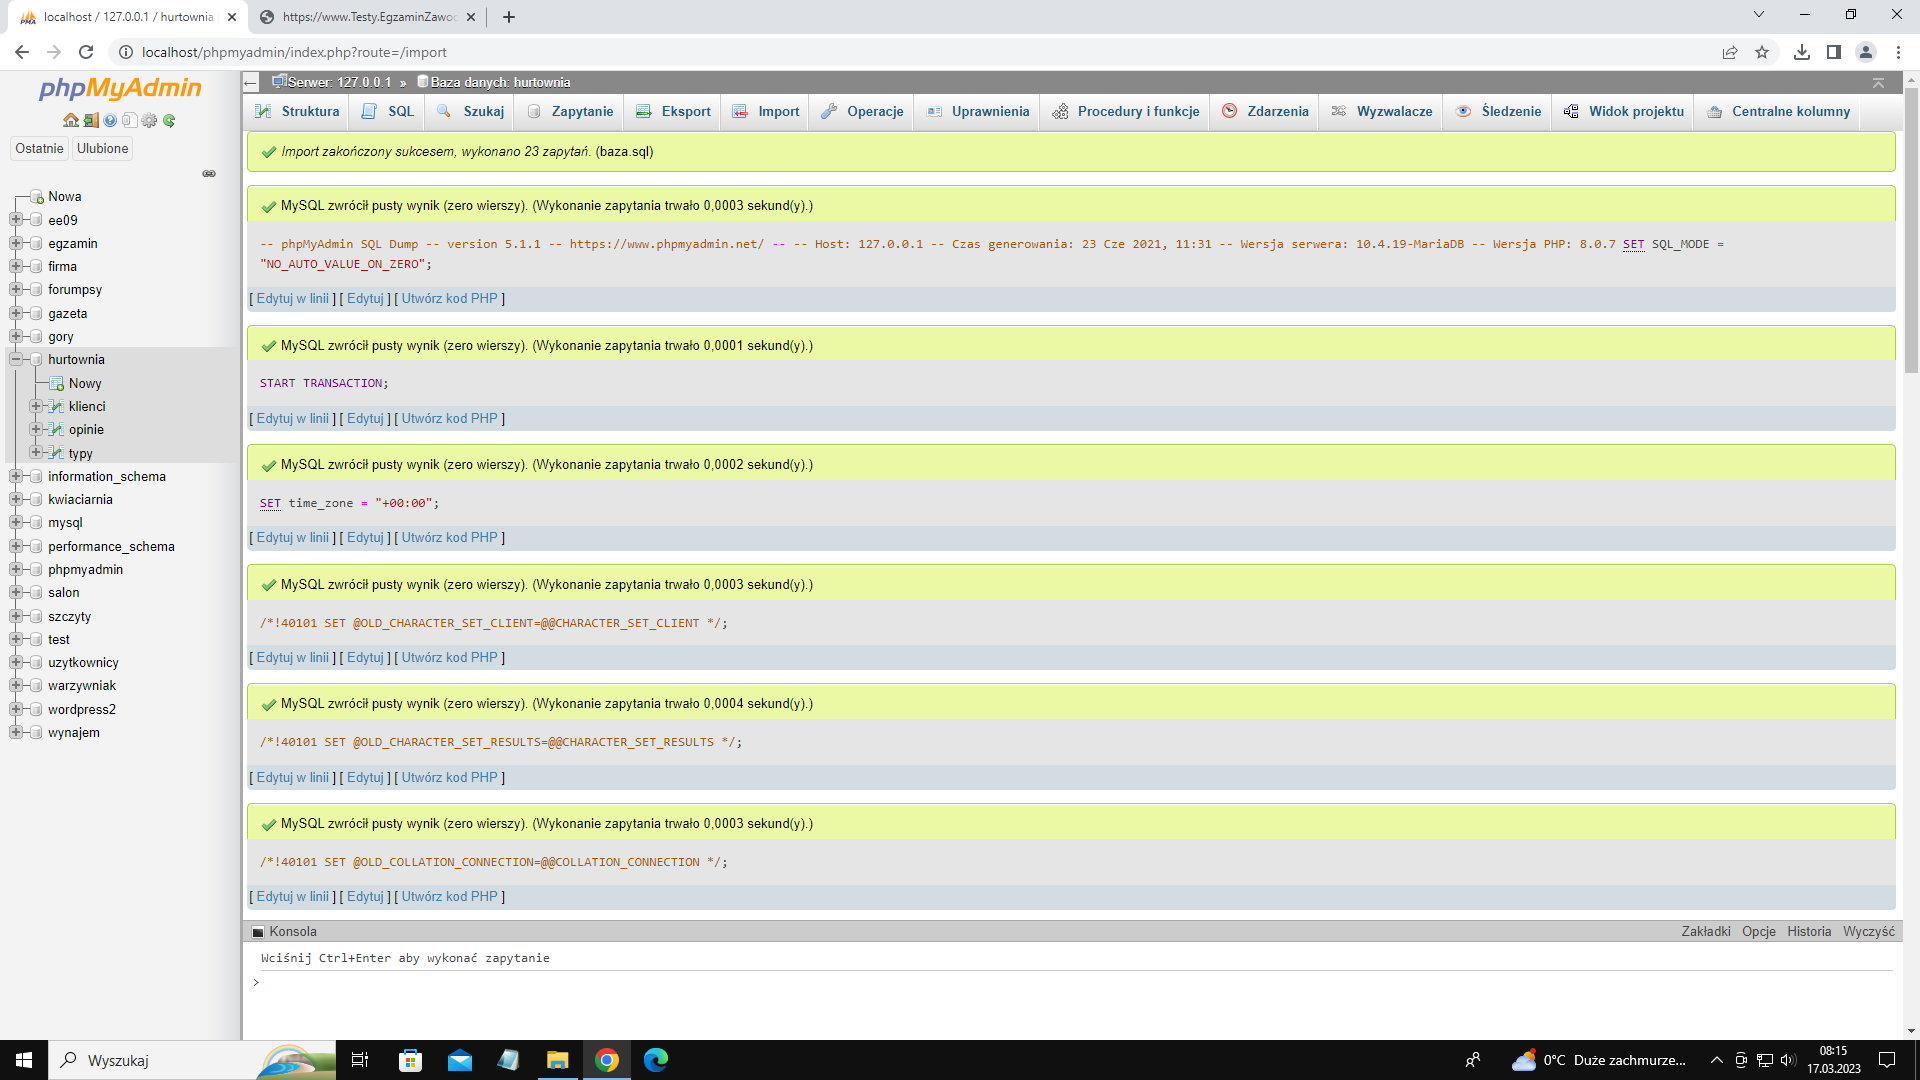 localhost / 127.0.0.1 / hurtownia
https://www.Testy.EgzaminZawod
localhost/phpmyadmin/index.php?route=/import
phpMyAdmin
Ostatnie
Ulubione
Nowa
ee09
egzamin
firma
forumpsy
gazeta
gory
hurtownia
Nowy
klienci
opinie
typy
information_schema
kwiaciarnia
mysql
performance_schema
phpmyadmin
salon
szczyty
test
uzytkownicy
warzywniak
wordpress2
wynajem
Serwer: 127.0.0.1 » Baza danych: hurtownia
Struktura SQL Szukaj Zapytanie Eksport Import Operacje Uprawnienia Procedury i funkcje Zdarzenia Wyzwalacze Śledzenie Widok projektu Centralne kolumny
Import zakończony sukcesem, wykonano 23 zapytań. (baza.sql)
MySQL zwrócił pusty wynik (zero wierszy). (Wykonanie zapytania trwało 0,0003 sekund(y).)
-- phpMyAdmin SQL Dump -- version 5.1.1 -- https://www.phpmyadmin.net/ -- -- Host: 127.0.0.1 -- Czas generowania: 23 Cze 2021, 11:31 -- Wersja serwera: 10.4.19-MariaDB -- Wersja PHP: 8.0.7 SET SQL_MODE =
"NO_AUTO_VALUE_ON_ZERO";
[ Edytuj w linii ] [ Edytuj ] [ Utwórz kod PHP ]
MySQL zwrócił pusty wynik (zero wierszy). (Wykonanie zapytania trwało 0,0001 sekund(y).)
START TRANSACTION;
[ Edytuj w linii ] [ Edytuj ] [ Utwórz kod PHP ]
MySQL zwrócił pusty wynik (zero wierszy). (Wykonanie zapytania trwało 0,0002 sekund(y).)
SET time_zone = "+00:00";
[ Edytuj w linii ] [ Edytuj ] [ Utwórz kod PHP ]
MySQL zwrócił pusty wynik (zero wierszy). (Wykonanie zapytania trwało 0,0003 sekund(y).)
/*!40101 SET @OLD_CHARACTER_SET_CLIENT=@@CHARACTER_SET_CLIENT */;
[ Edytuj w linii ] [ Edytuj ] [ Utwórz kod PHP ]
MySQL zwrócił pusty wynik (zero wierszy). (Wykonanie zapytania trwało 0,0004 sekund(y).)
/*!40101 SET @OLD_CHARACTER_SET_RESULTS=@@CHARACTER_SET_RESULTS */;
[ Edytuj w linii ] [ Edytuj ] [ Utwórz kod PHP ]
MySQL zwrócił pusty wynik (zero wierszy). (Wykonanie zapytania trwało 0,0003 sekund(y).)
/*!40101 SET @OLD_COLLATION_CONNECTION=@@COLLATION_CONNECTION */;
[ Edytuj w linii ] [ Edytuj ] [ Utwórz kod PHP ]
Konsola
Zakładki Opcje Historia Wyczyść
Wciśnij Ctrl+Enter aby wykonać zapytanie
>
Wyszukaj
0°C Duże zachmurze...
08:15
17.03.2023